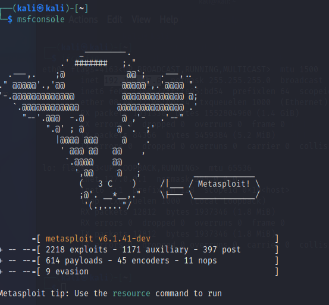 (kali㉿kali)-[~]
$ msfconsole
3 C
Metasploit!
=[ metasploit v6.1.41-dev ]
+ -- --=[ 2218 exploits - 1171 auxiliary - 397 post ]
+ -- --=[ 614 payloads - 45 encoders - 11 nops ]
+ -- --=[ 9 evasion ]
Metasploit tip: Use the resource command to run